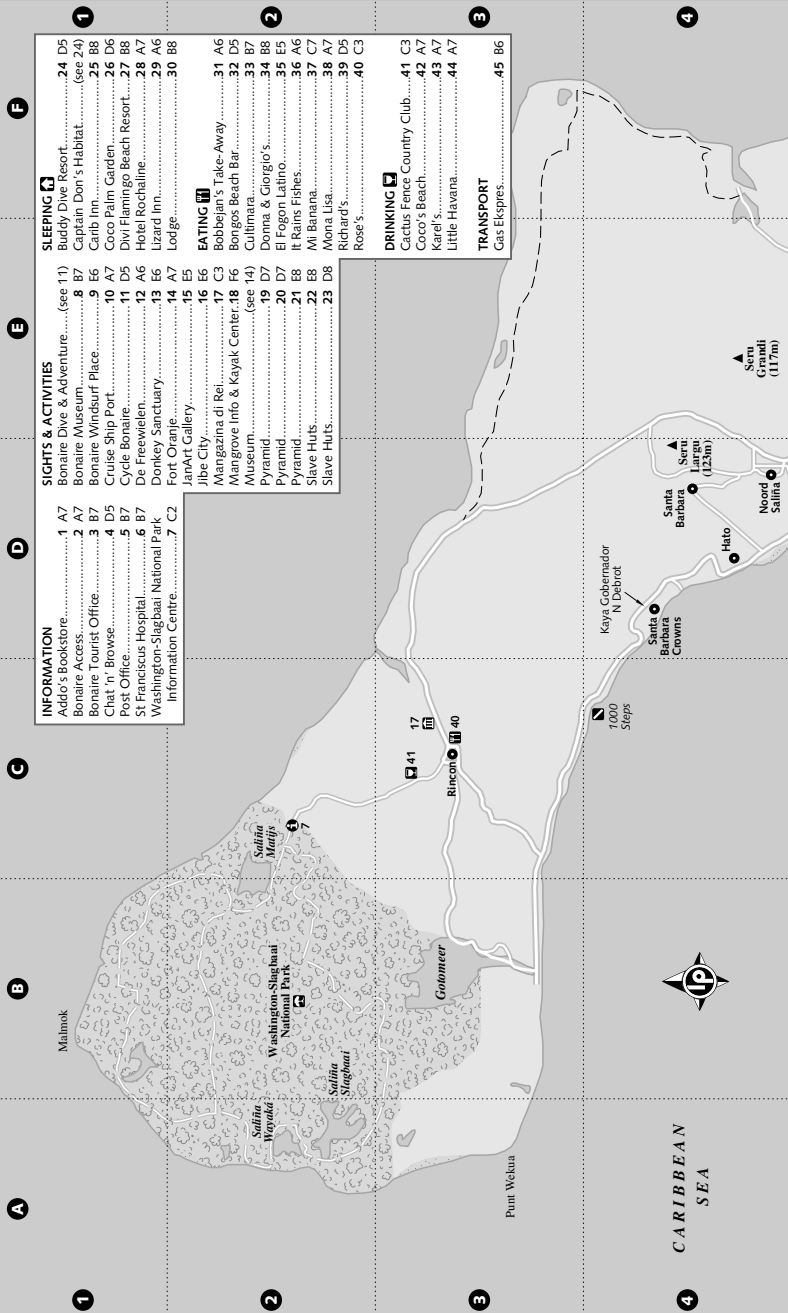 A
B
C
D
E
F
1
2
3
4
1
2
3
4
INFORMATION
Addo's Bookstore..............1 A7
Bonaire Access..................2 A7
Bonaire Tourist Office........3 B7
Chat 'n' Browse.................4 D5
Post Office........................5 B7
St Franciscus Hospital........6 B7
Washington-Slagbaai National Park
Information Centre.........7 C2
SIGHTS & ACTIVITIES
Bonaire Dive & Adventure....(see 11)
Bonaire Museum...................8 B7
Bonaire Windsurf Place..........9 E6
Cruise Ship Port...................10 A7
Cycle Bonaire......................11 D5
De Freewielen.....................12 A6
Donkey Sanctuary................13 E6
Fort Oranje.........................14 A7
JanArt Gallery.....................15 E5
Jibe City.............................16 E6
Mangazina di Rei.................17 C3
Mangrove Info & Kayak Center..18 F6
Museum..........................(see 14)
Pyramid..............................19 D7
Pyramid..............................20 D7
Pyramid..............................21 E8
Slave Huts..........................22 E8
Slave Huts..........................23 D8
SLEEPING
Buddy Dive Resort...............24 D5
Captain Don's Habitat.........(see 24)
Carib Inn............................25 B8
Coco Palm Garden...............26 D6
Divi Flamingo Beach Resort...27 B8
Hotel Rochaline...................28 A7
Lizard Inn...........................29 A6
Lodge.................................30 B8
EATING
Bobbejan's Take-Away..........31 A6
Bongos Beach Bar................32 D5
Cultimara...........................33 B7
Donna & Giorgio's................34 B8
El Fogon Latino...................35 E5
It Rains Fishes.....................36 A6
Mi Banana..........................37 C7
Mona Lisa...........................38 A7
Richard's............................39 D5
Rose's................................40 C3
DRINKING
Cactus Fence Country Club....41 C3
Coco's Beach.......................42 A7
Karel's...............................43 A7
Little Havana......................44 A7
TRANSPORT
Gas Ekspres.........................45 B6
Malmok
Saliña
Matijs
7
Washington-Slagbaai
National Park
Saliña
Wayaká
Saliña
Slagbaai
Gotomeer
Punt Wekua
41
17
40
Rincon
1000
Steps
Kaya Gobernador
N Debrot
Santa
Barbara
Crowns
Hato
Santa
Barbara
Noord
Saliña
Seru
Largu
(123m)
Seru
Grandi
(117m)
CARIBBEAN
SEA
lp